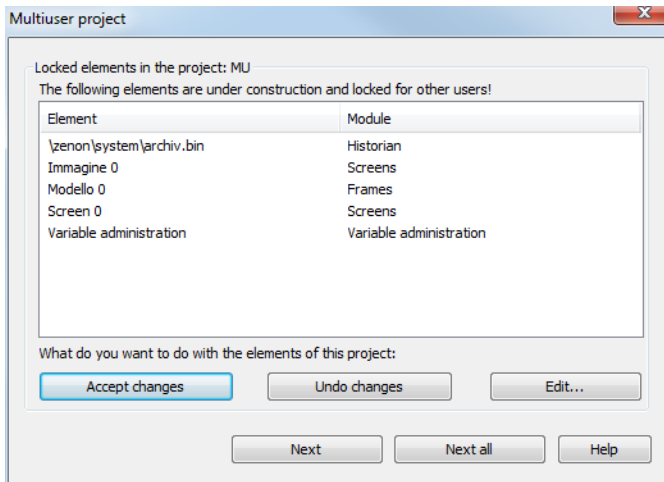 Multiuser project
Locked elements in the project: MU
The following elements are under construction and locked for other users!
Element Module
\zenon\system\archiv.bin Historian
Immagine 0 Screens
Modello 0 Frames
Screen 0 Screens
Variable administration Variable administration
What do you want to do with the elements of this project:
Accept changes Undo changes Edit...
Next Next all Help